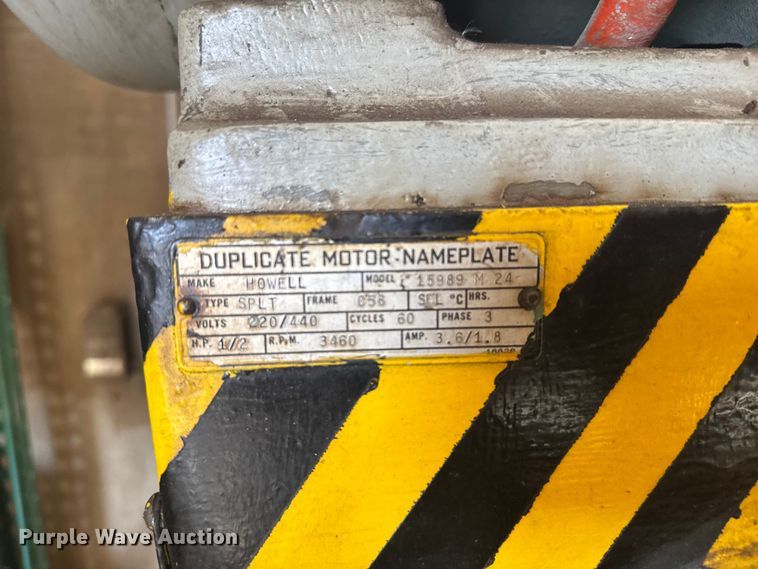 DUPLICATE MOTOR NAMEPLATE
MAKE HOWELL MODEL 15989 M 24
TYPE SPLT FRAME C56 °C HRS.
VOLTS 220/440 CYCLES 60 PHASE 3
H.P. 1/2 R.P.M. 3460 AMP. 3.6/1.8
Purple Wave Auction